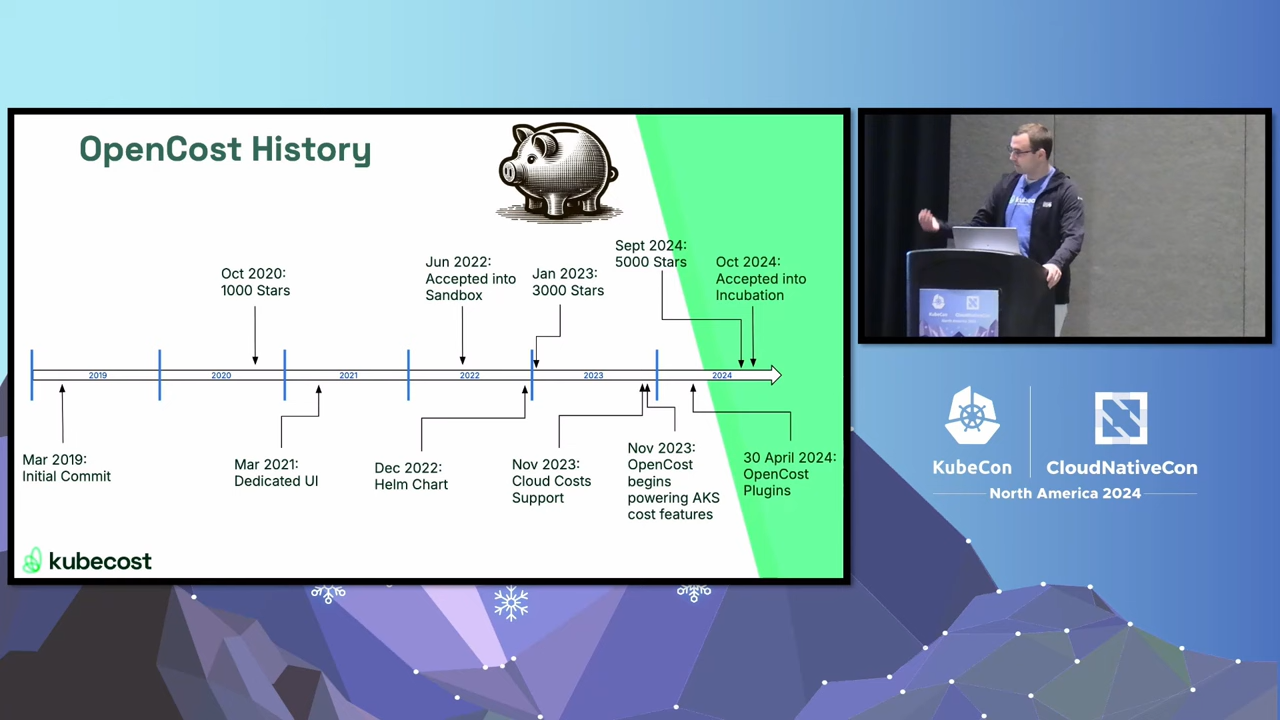 OpenCost History
Sept 2024:
5000 Stars
Jun 2022:
Accepted into
Sandbox
Oct 2020:
1000 Stars
Jan 2023:
3000 Stars
Oct 2024:
Accepted into
Incubation
2019
2020
2021
2022
2023
2024
Mar 2019:
Initial Commit
Mar 2021:
Dedicated UI
Dec 2022:
Helm Chart
Nov 2023:
Cloud Costs
Support
Nov 2023:
OpenCost
begins
powering AKS
cost features
30 April 2024:
OpenCost
Plugins
kubecost
KubeCon
CloudNativeCon
North America 2024